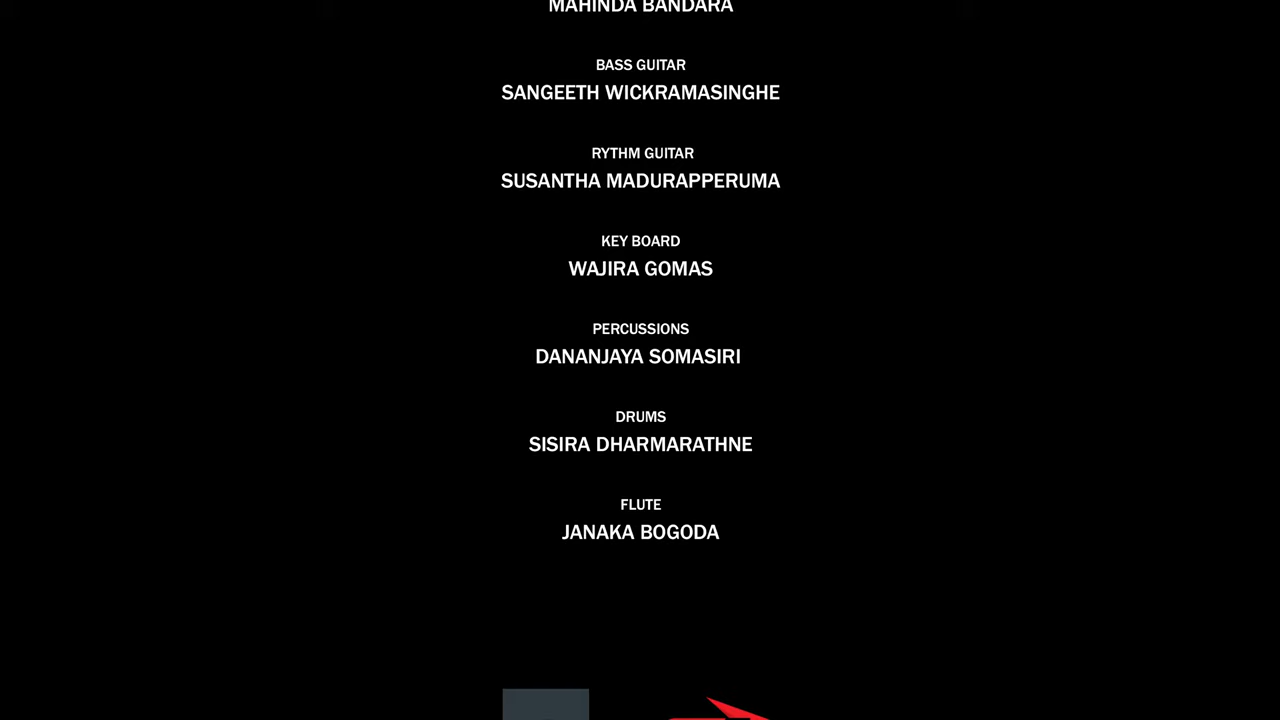 MAHINDA BANDARA
BASS GUITAR
SANGEETH WICKRAMASINGHE
RYTHM GUITAR
SUSANTHA MADURAPPERUMA
KEY BOARD
WAJIRA GOMAS
PERCUSSIONS
DANANJAYA SOMASIRI
DRUMS
SISIRA DHARMARATHNE
FLUTE
JANAKA BOGODA